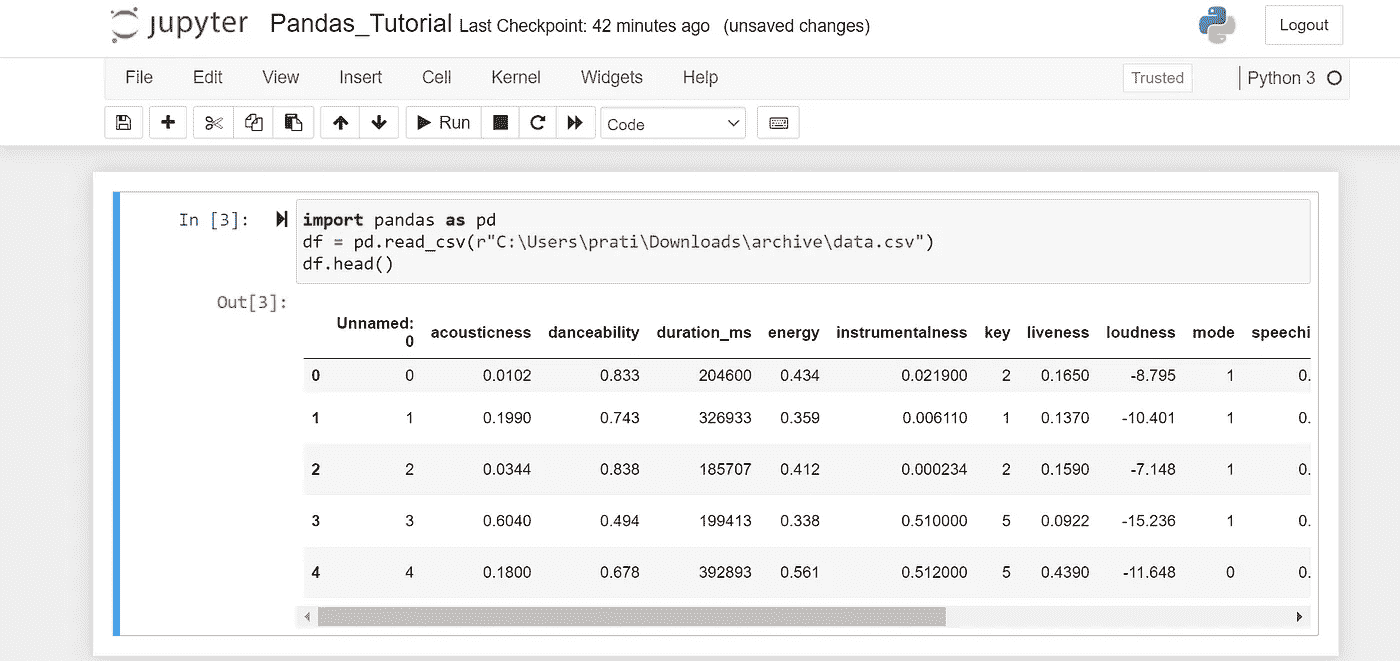 jupyter Pandas_Tutorial Last Checkpoint: 42 minutes ago (unsaved changes) Logout
File Edit View Insert Cell Kernel Widgets Help Trusted Python 3
Run Code
In [3]: import pandas as pd
df = pd.read_csv(r"C:\Users\prati\Downloads\archive\data.csv")
df.head()
Out[3]:
Unnamed: 0 acousticness danceability duration_ms energy instrumentalness key liveness loudness mode speechi
0 0 0.0102 0.833 204600 0.434 0.021900 2 0.1650 -8.795 1 0.
1 1 0.1990 0.743 326933 0.359 0.006110 1 0.1370 -10.401 1 0.
2 2 0.0344 0.838 185707 0.412 0.000234 2 0.1590 -7.148 1 0.
3 3 0.6040 0.494 199413 0.338 0.510000 5 0.0922 -15.236 1 0.
4 4 0.1800 0.678 392893 0.561 0.512000 5 0.4390 -11.648 0 0.